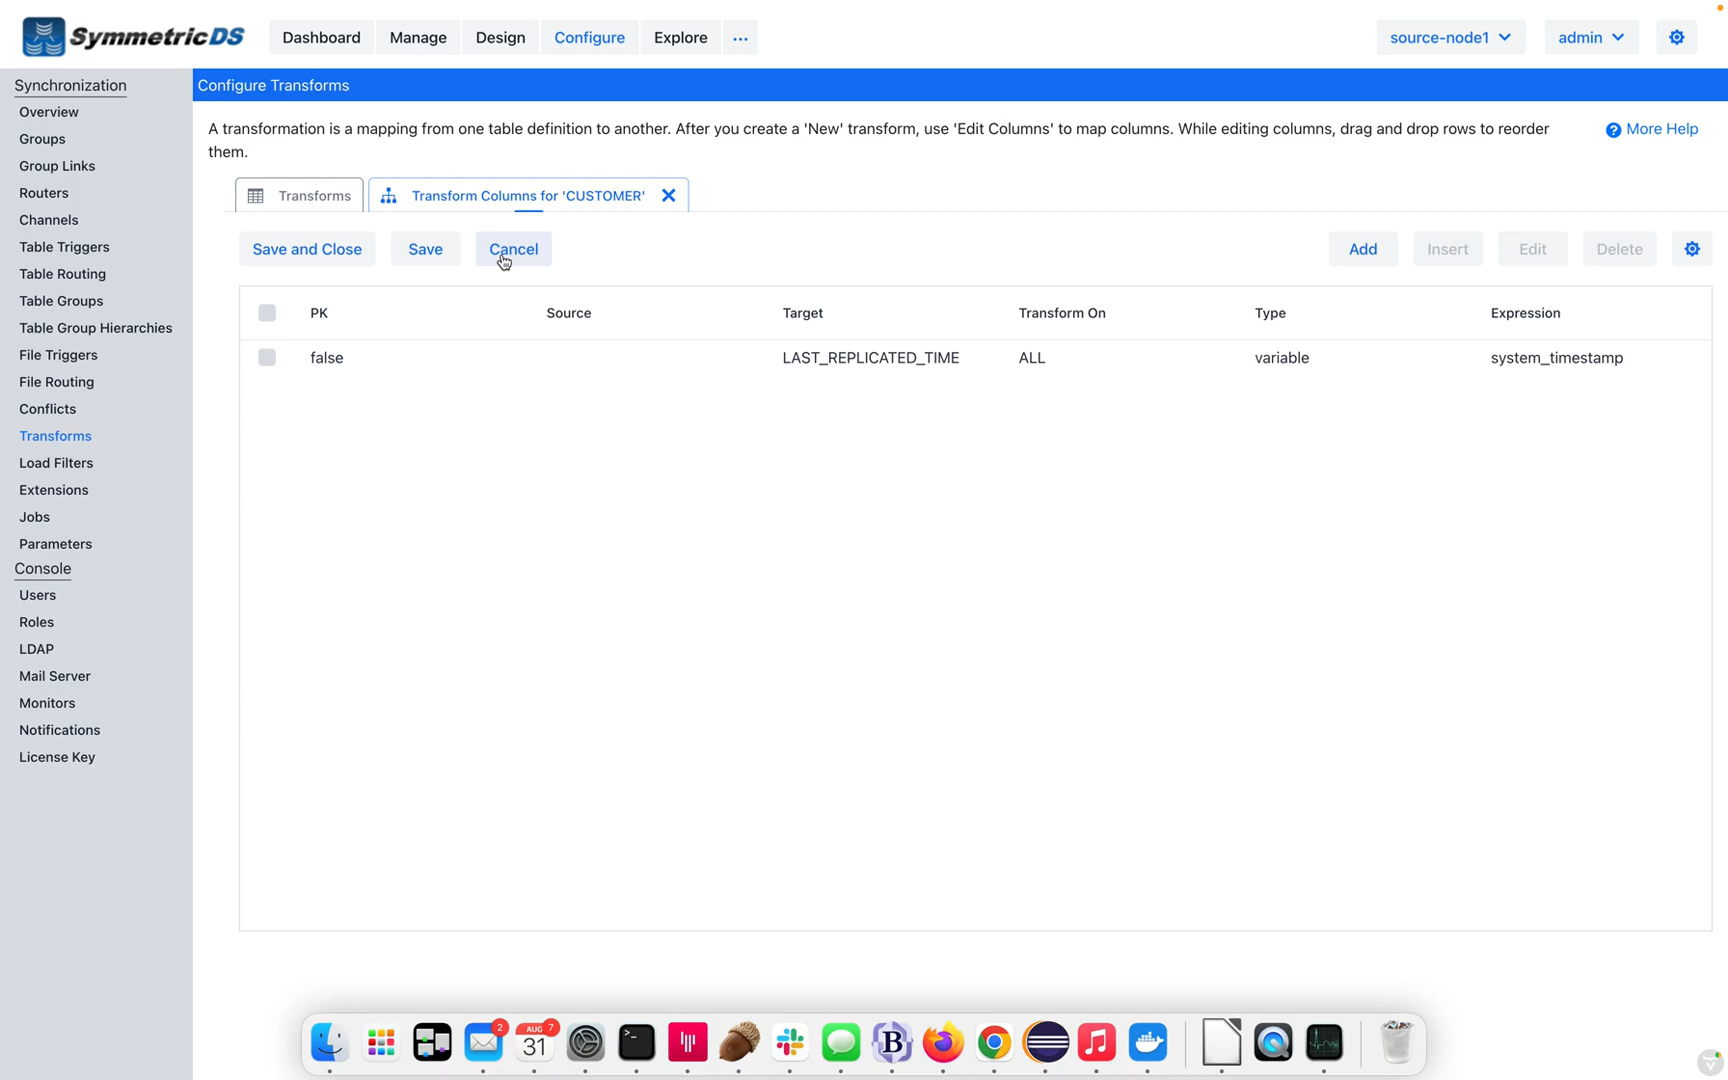 SymmetricDS
Dashboard
Manage
Design
Configure
Explore
...
source-node1
admin
Synchronization
Overview
Groups
Group Links
Routers
Channels
Table Triggers
Table Routing
Table Groups
Table Group Hierarchies
File Triggers
File Routing
Conflicts
Transforms
Load Filters
Extensions
Jobs
Parameters
Console
Users
Roles
LDAP
Mail Server
Monitors
Notifications
License Key
Configure Transforms
A transformation is a mapping from one table definition to another. After you create a 'New' transform, use 'Edit Columns' to map columns. While editing columns, drag and drop rows to reorder
them.
? More Help
Transforms
Transform Columns for 'CUSTOMER'
Save and Close
Save
Cancel
Add
Insert
Edit
Delete
PK Source Target Transform On Type Expression
false LAST_REPLICATED_TIME ALL variable system_timestamp
2
AUG 7
31
B